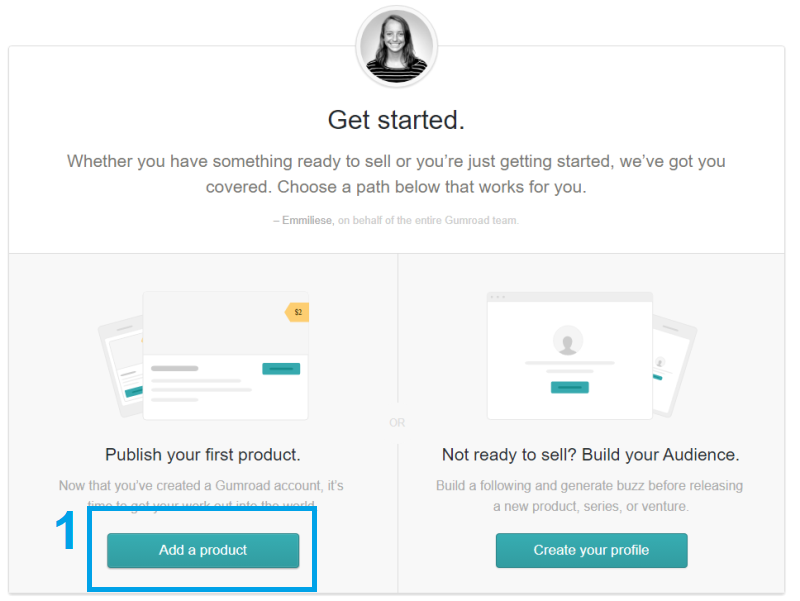 Get started.
Whether you have something ready to sell or you're just getting started, we've got you
covered. Choose a path below that works for you.
– Emmiliese, on behalf of the entire Gumroad team.
$2
Publish your first product.
Now that you've created a Gumroad account, it's
time to get your work out into the world.
1
Add a product
OR
Not ready to sell? Build your Audience.
Build a following and generate buzz before releasing
a new product, series, or venture.
Create your profile